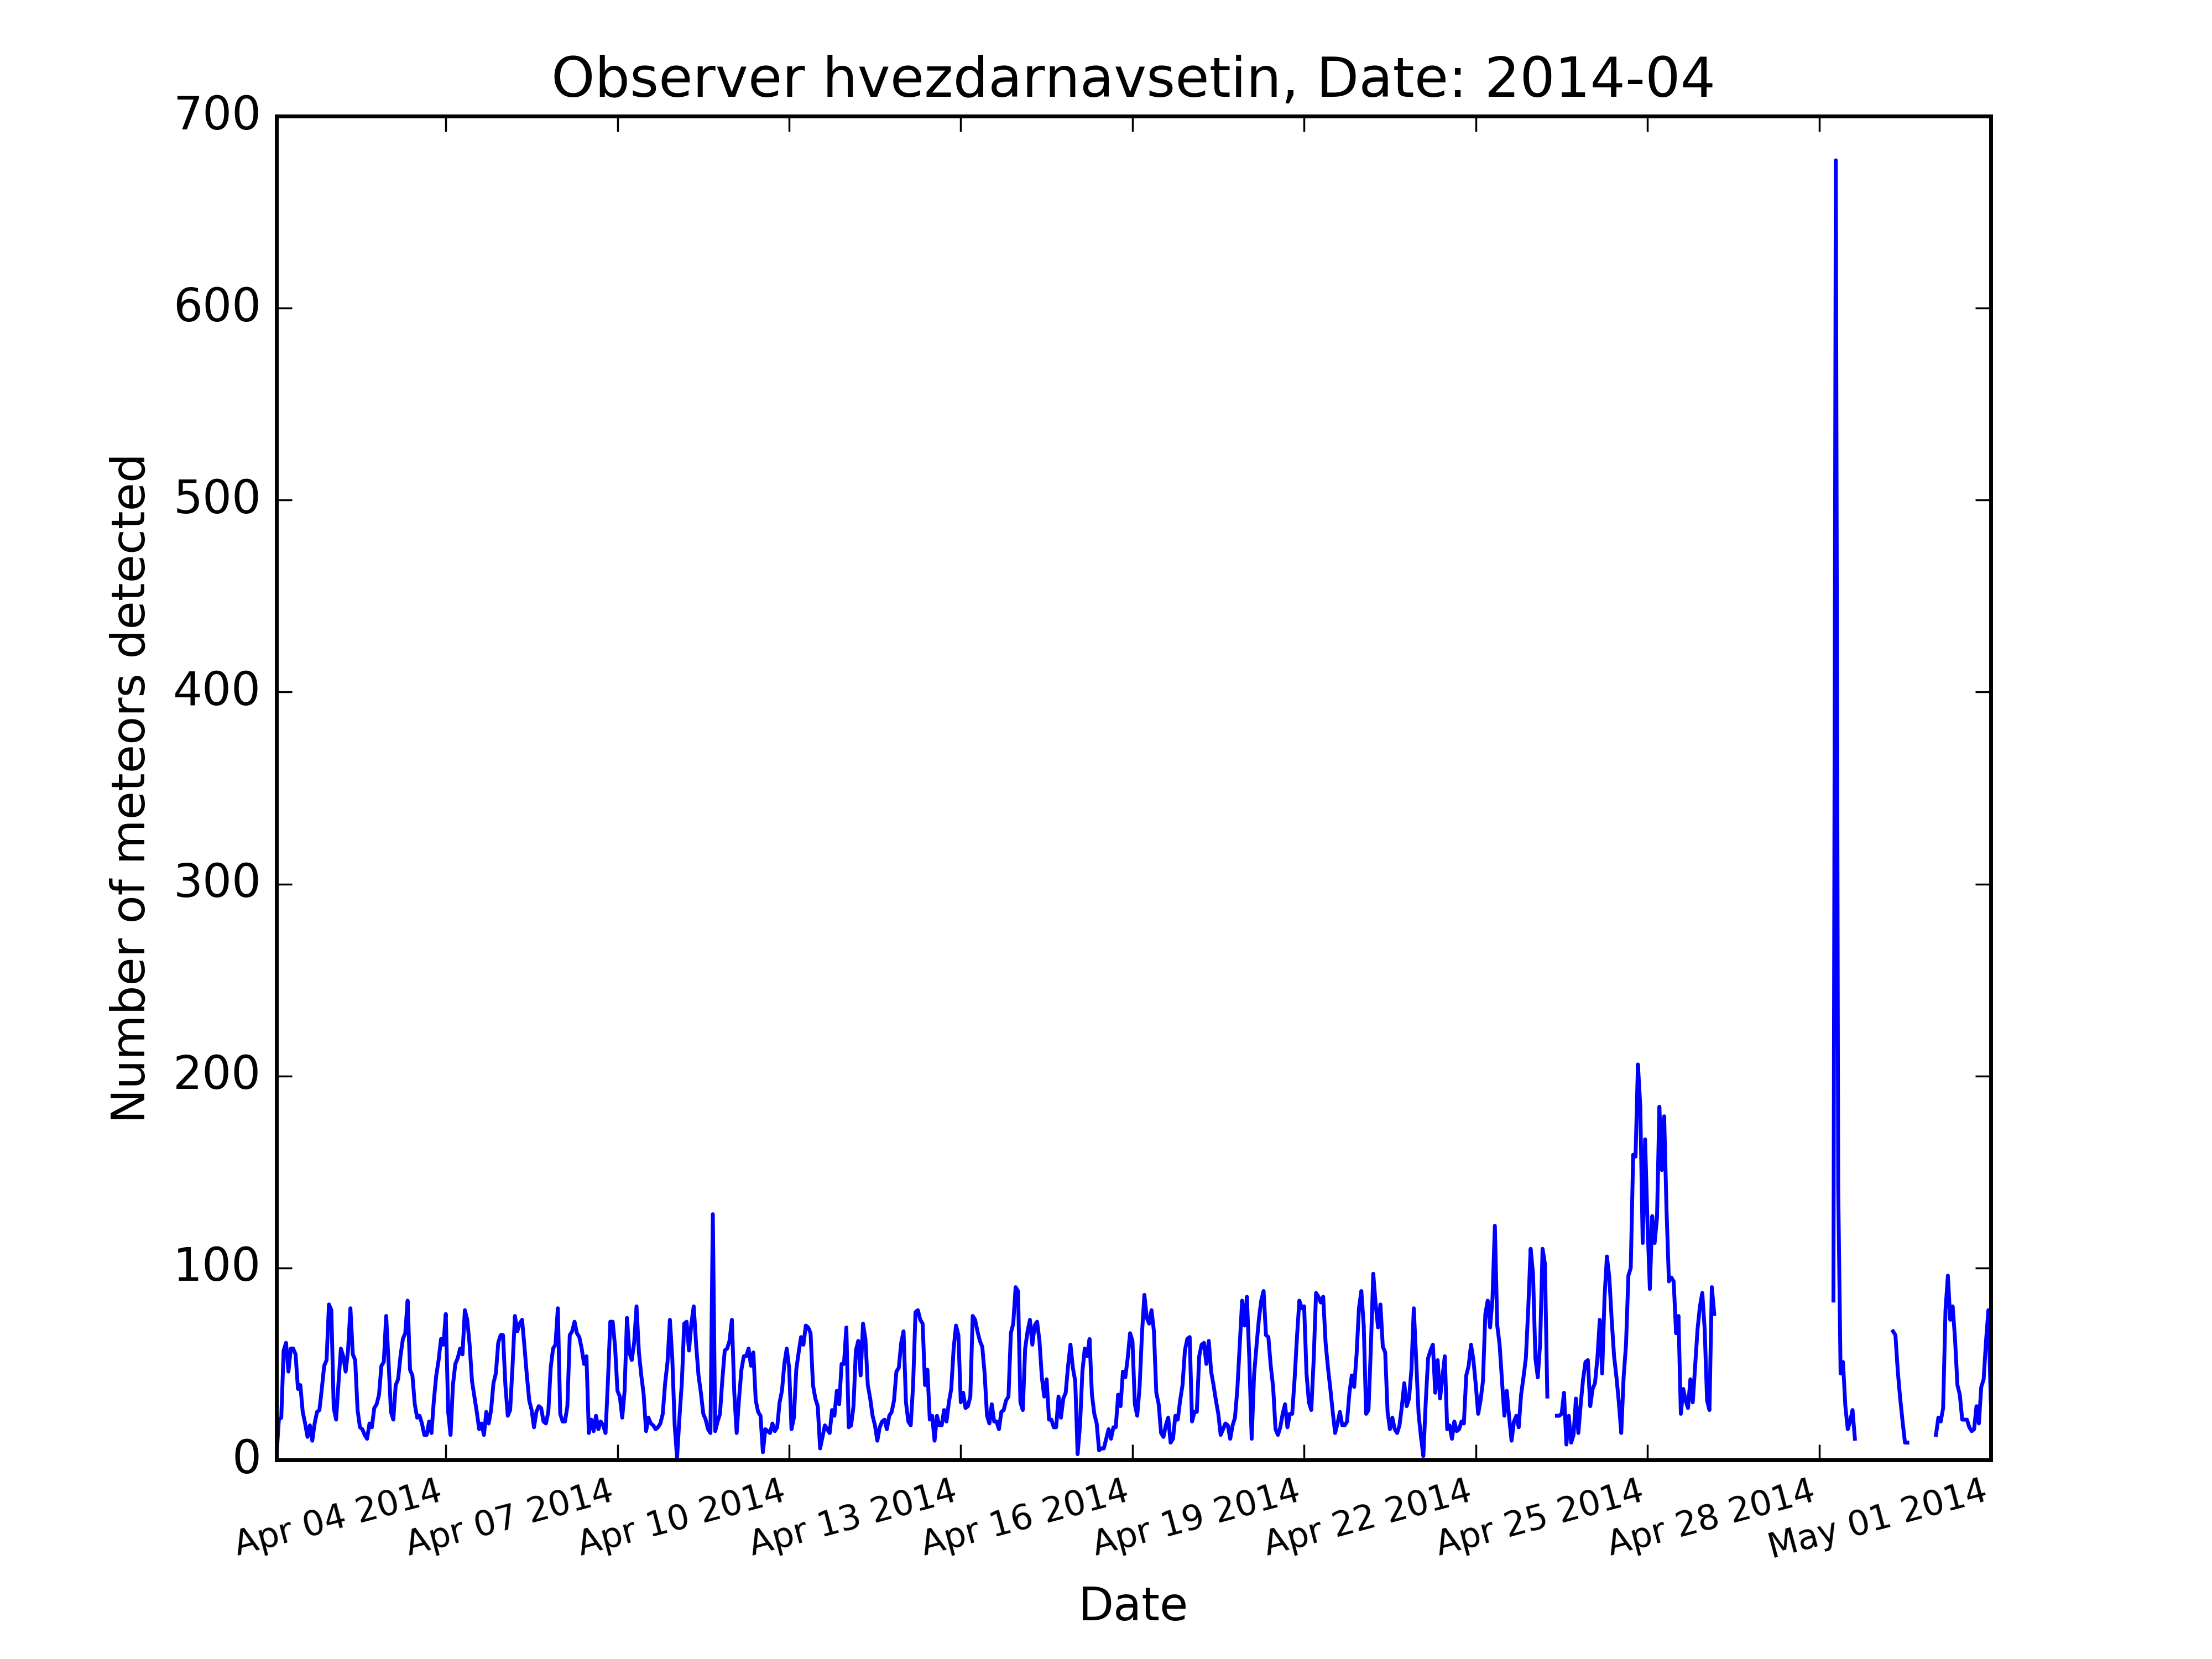 Observer hvezdarnavsetin, Date: 2014-04
700
600
500
400
300
200
100
0
Number of meteors detected
Apr 04 2014
Apr 07 2014
Apr 10 2014
Apr 13 2014
Apr 16 2014
Apr 19 2014
Apr 22 2014
Apr 25 2014
Apr 28 2014
May 01 2014
Date